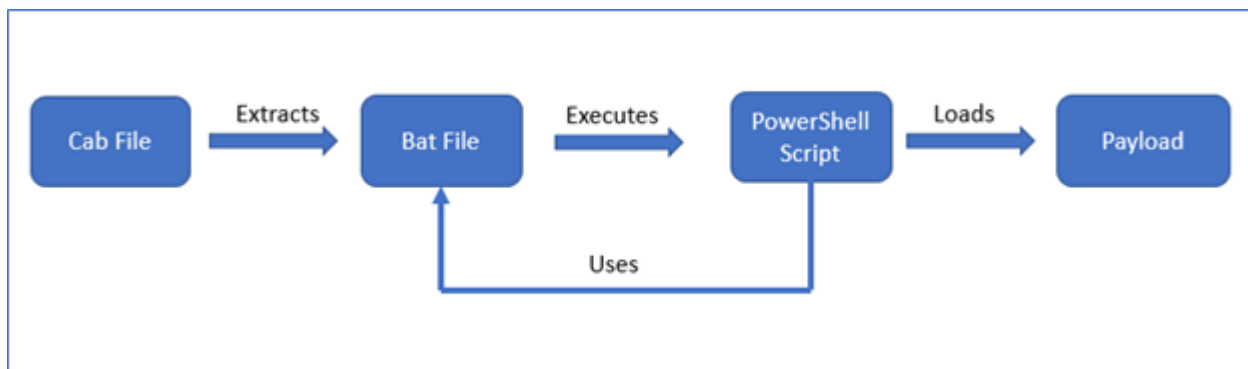 Cab File
Extracts
Bat File
Executes
PowerShell
Script
Loads
Payload
Uses